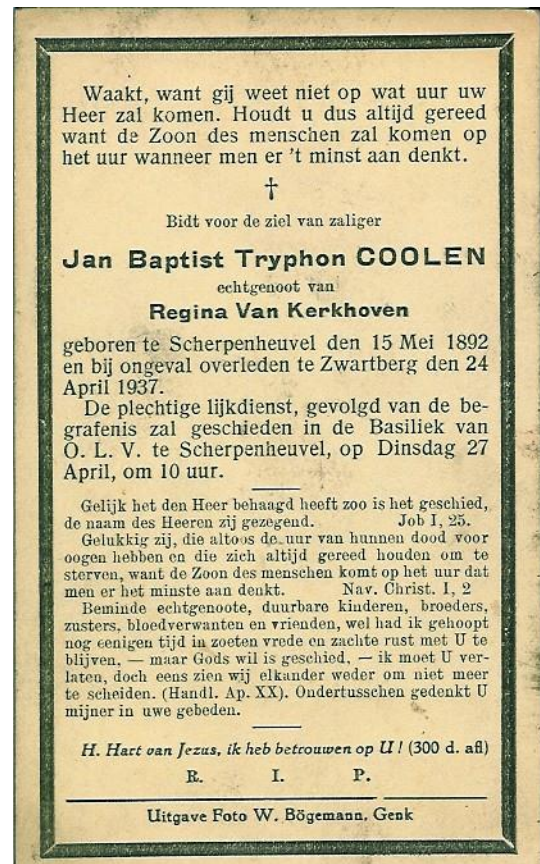 Waakt, want gij weet niet op wat uur uw
Heer zal komen. Houdt u dus altijd gereed
want de Zoon des menschen zal komen op
het uur wanneer men er 't minst aan denkt.
†
Bidt voor de ziel van zaliger
Jan Baptist Tryphon COOLEN
echtgenoot van
Regina Van Kerkhoven
geboren te Scherpenheuvel den 15 Mei 1892
en bij ongeval overleden te Zwartberg den 24
April 1937.
De plechtige lijkdienst, gevolgd van de be-
grafenis zal geschieden in de Basiliek van
O. L. V. te Scherpenheuvel, op Dinsdag 27
April, om 10 uur.
Gelijk het den Heer behaagd heeft zoo is het geschied,
de naam des Heeren zij gezegend. Job I, 25.
Gelukkig zij, die altoos de uur van hunnen dood voor
oogen hebben en die zich altijd gereed houden om te
sterven, want de Zoon des menschen komt op het uur dat
men er het minste aan denkt. Nav. Christ. I, 2
Beminde echtgenoote, duurbare kinderen, broeders,
zusters, bloedverwanten en vrienden, wel had ik gehoopt
nog eenigen tijd in zoeten vrede en zachte rust met U te
blijven, — maar Gods wil is geschied, — ik moet U ver-
laten, doch eens zien wij elkander weder om niet meer
te scheiden. (Handl. Ap. XX). Ondertusschen gedenkt U
mijner in uwe gebeden.
H. Hart van Jezus, ik heb betrouwen op U! (300 d. afl)
R. I. P.
Uitgave Foto W. Bögemann, Genk